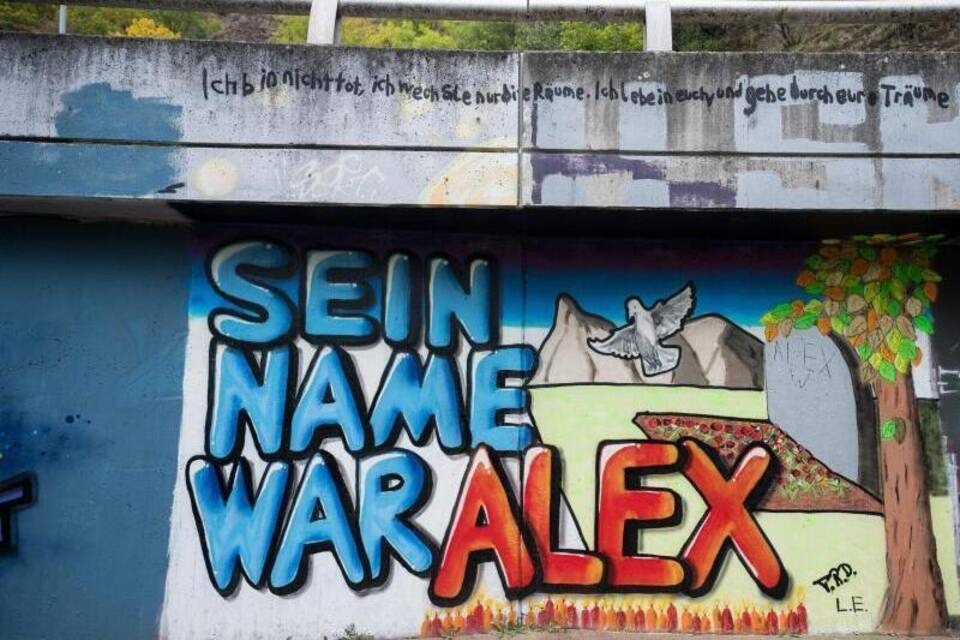 Ich bin nicht tot, ich wechsle nur die Räume. Ich lebe in euch und gehe durch eure Träume
SEIN
NAME
WAR ALEX
ALEX
W
T.R.D.
L.E.